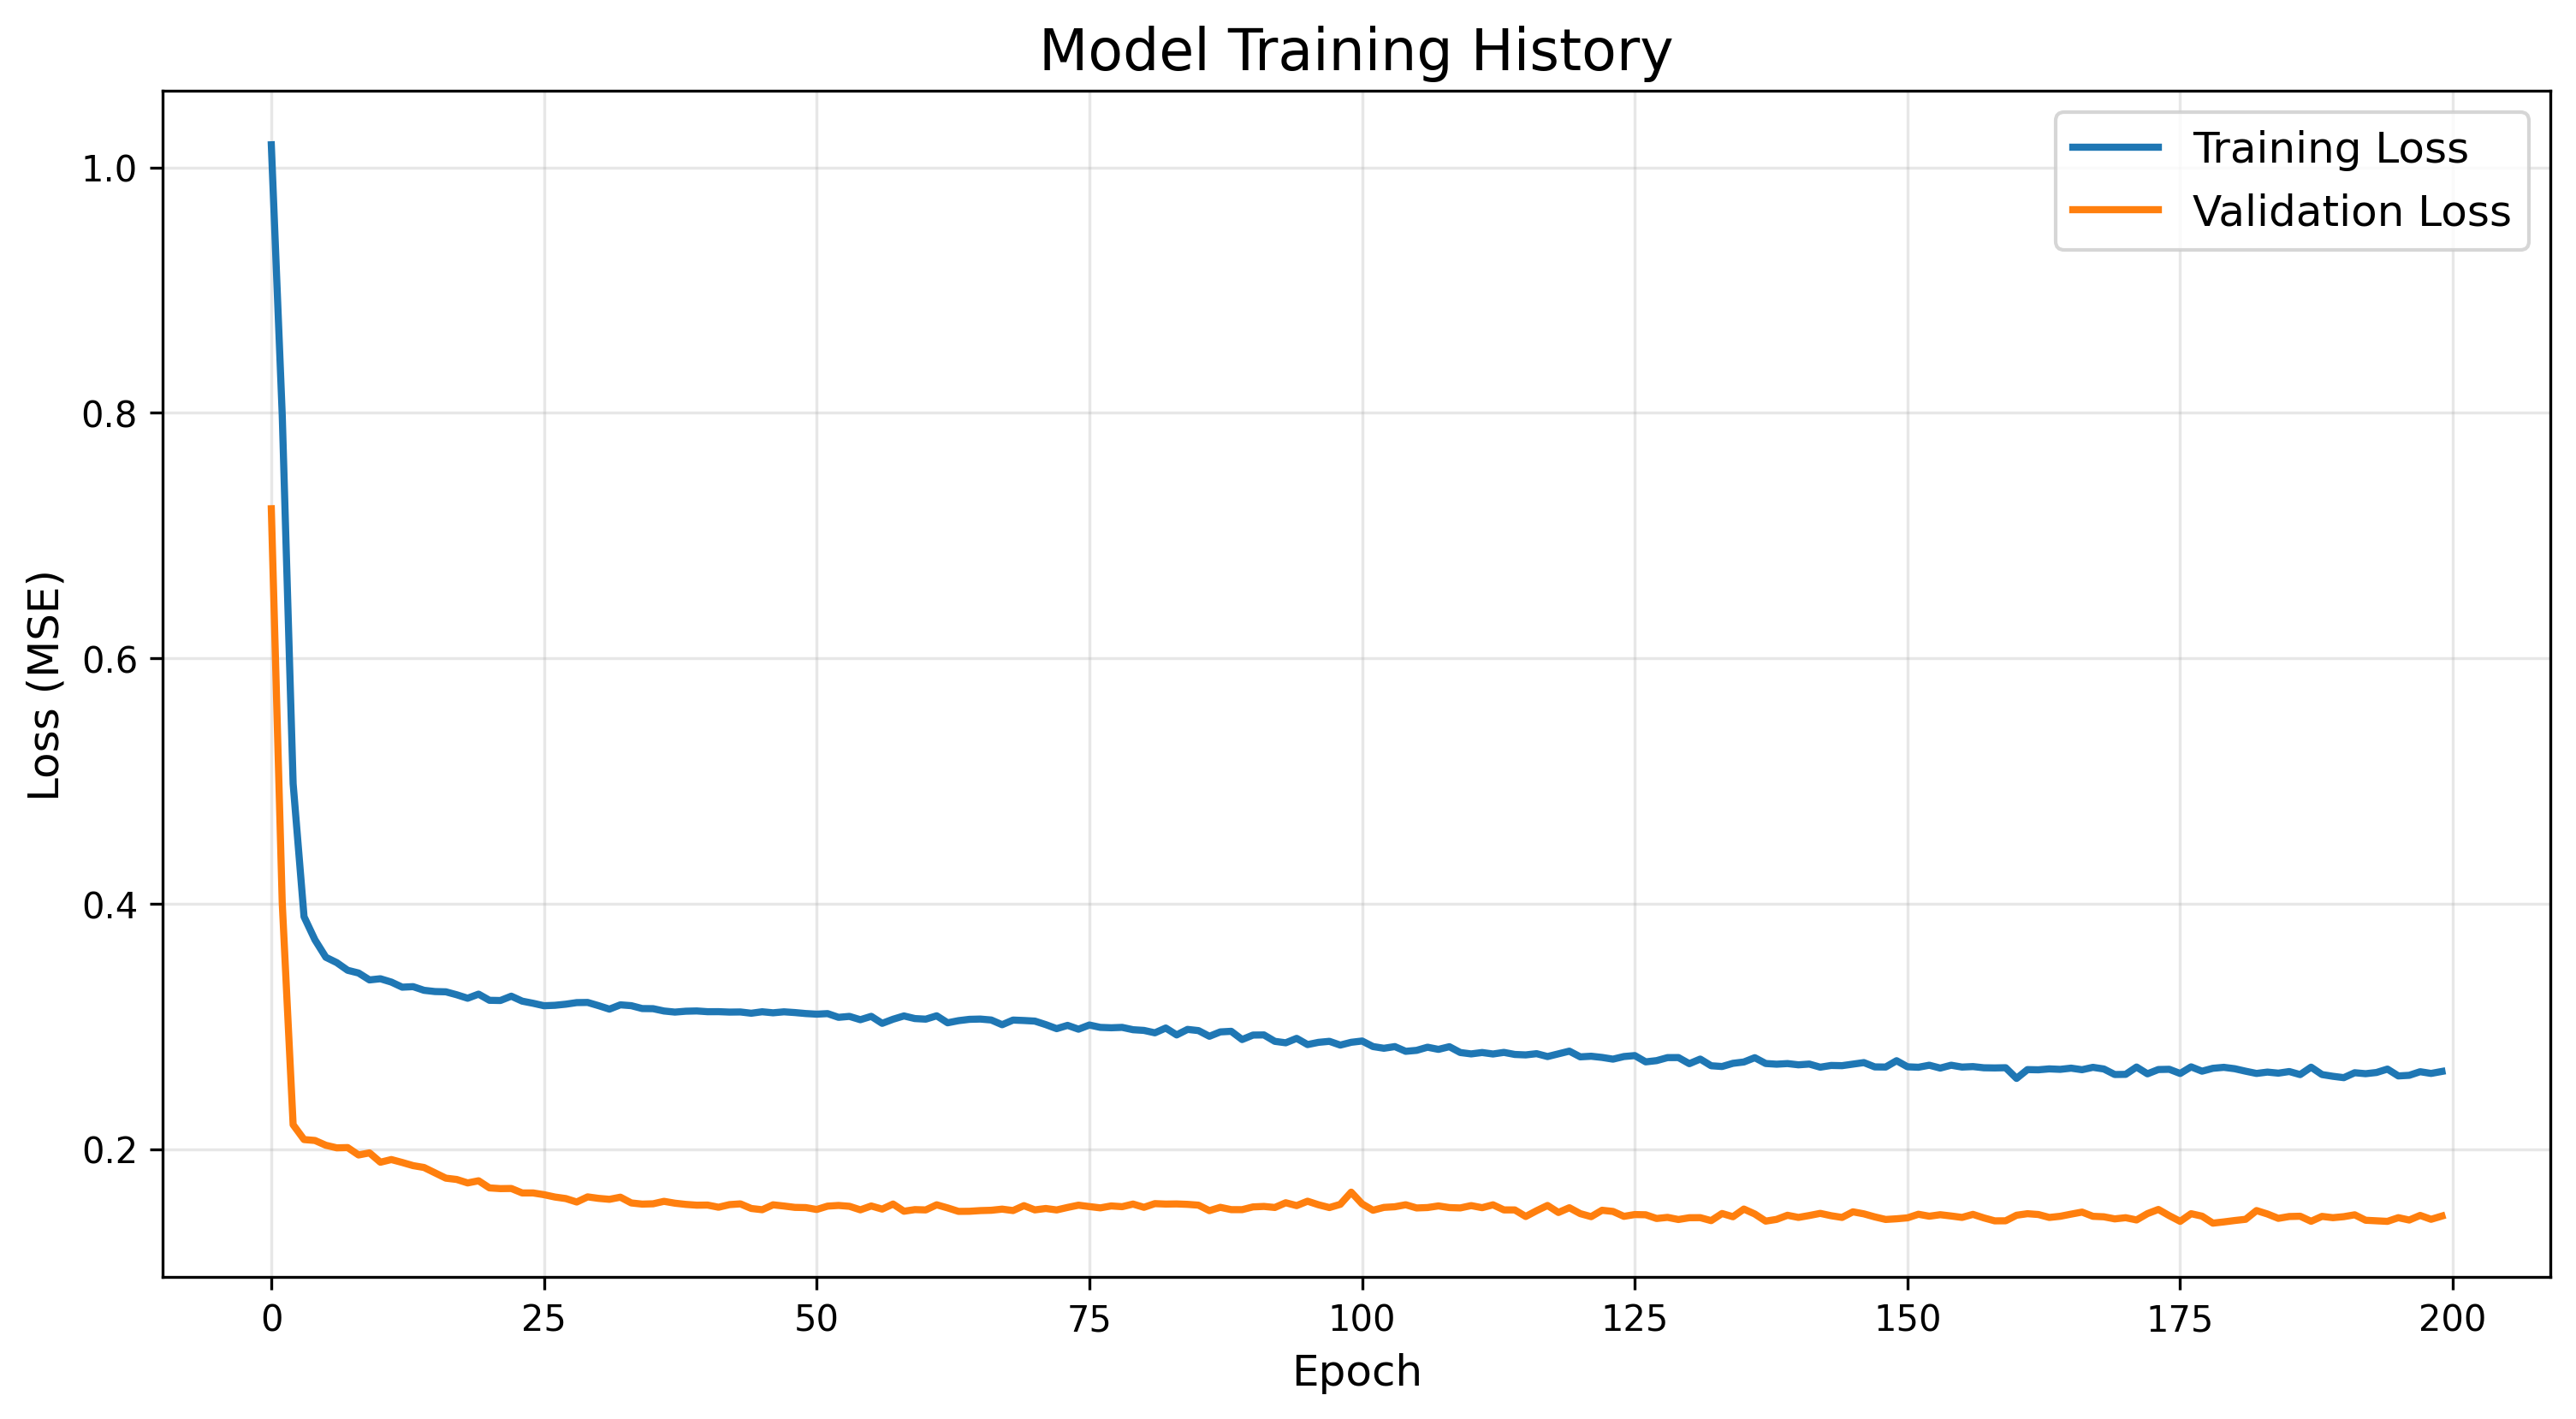 Model Training History
Training Loss
Validation Loss
1.0
0.8
0.6
0.4
0.2
Loss (MSE)
0 25 50 75 100 125 150 175 200
Epoch